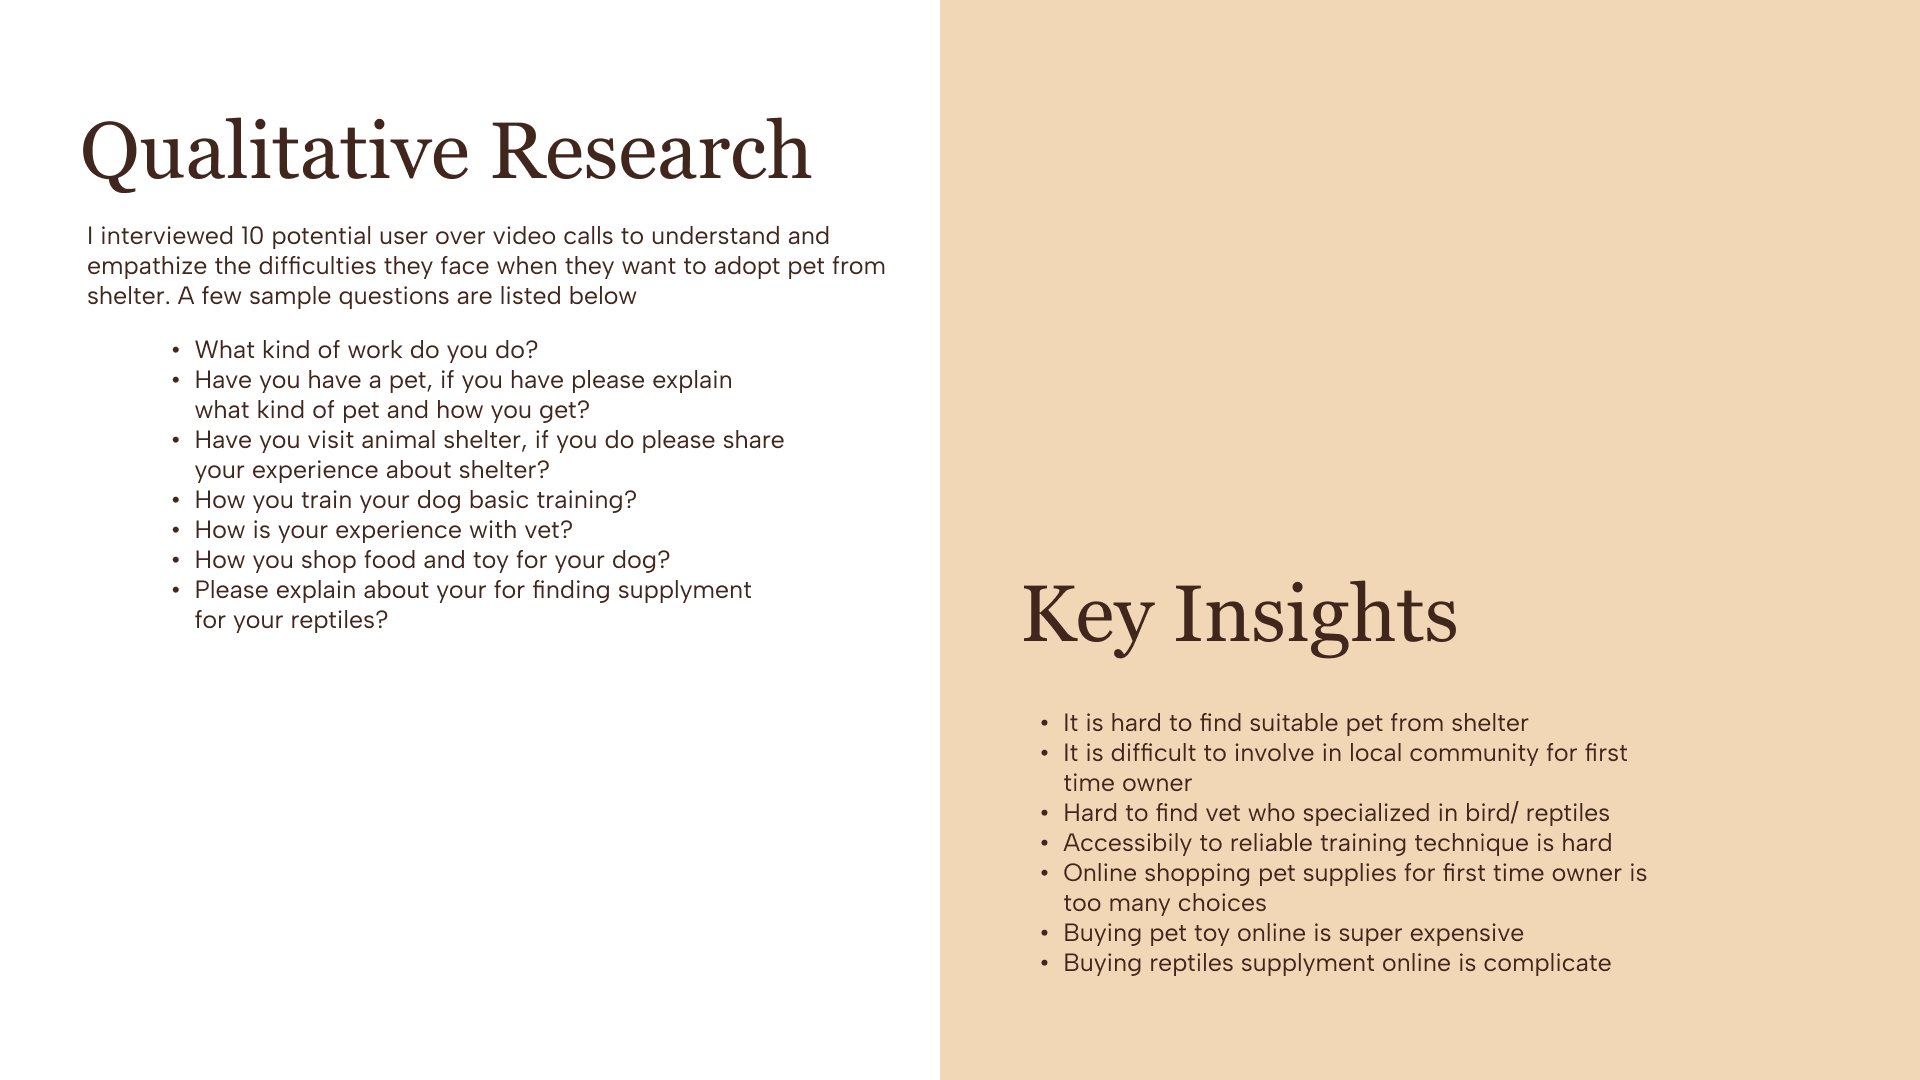 Qualitative Research
I interviewed 10 potential user over video calls to understand and
empathize the difficulties they face when they want to adopt pet from
shelter. A few sample questions are listed below
• What kind of work do you do?
• Have you have a pet, if you have please explain
what kind of pet and how you get?
• Have you visit animal shelter, if you do please share
your experience about shelter?
• How you train your dog basic training?
• How is your experience with vet?
• How you shop food and toy for your dog?
• Please explain about your for finding supplyment
for your reptiles?
Key Insights
• It is hard to find suitable pet from shelter
• It is difficult to involve in local community for first
time owner
• Hard to find vet who specialized in bird/ reptiles
• Accessibily to reliable training technique is hard
• Online shopping pet supplies for first time owner is
too many choices
• Buying pet toy online is super expensive
• Buying reptiles supplyment online is complicate